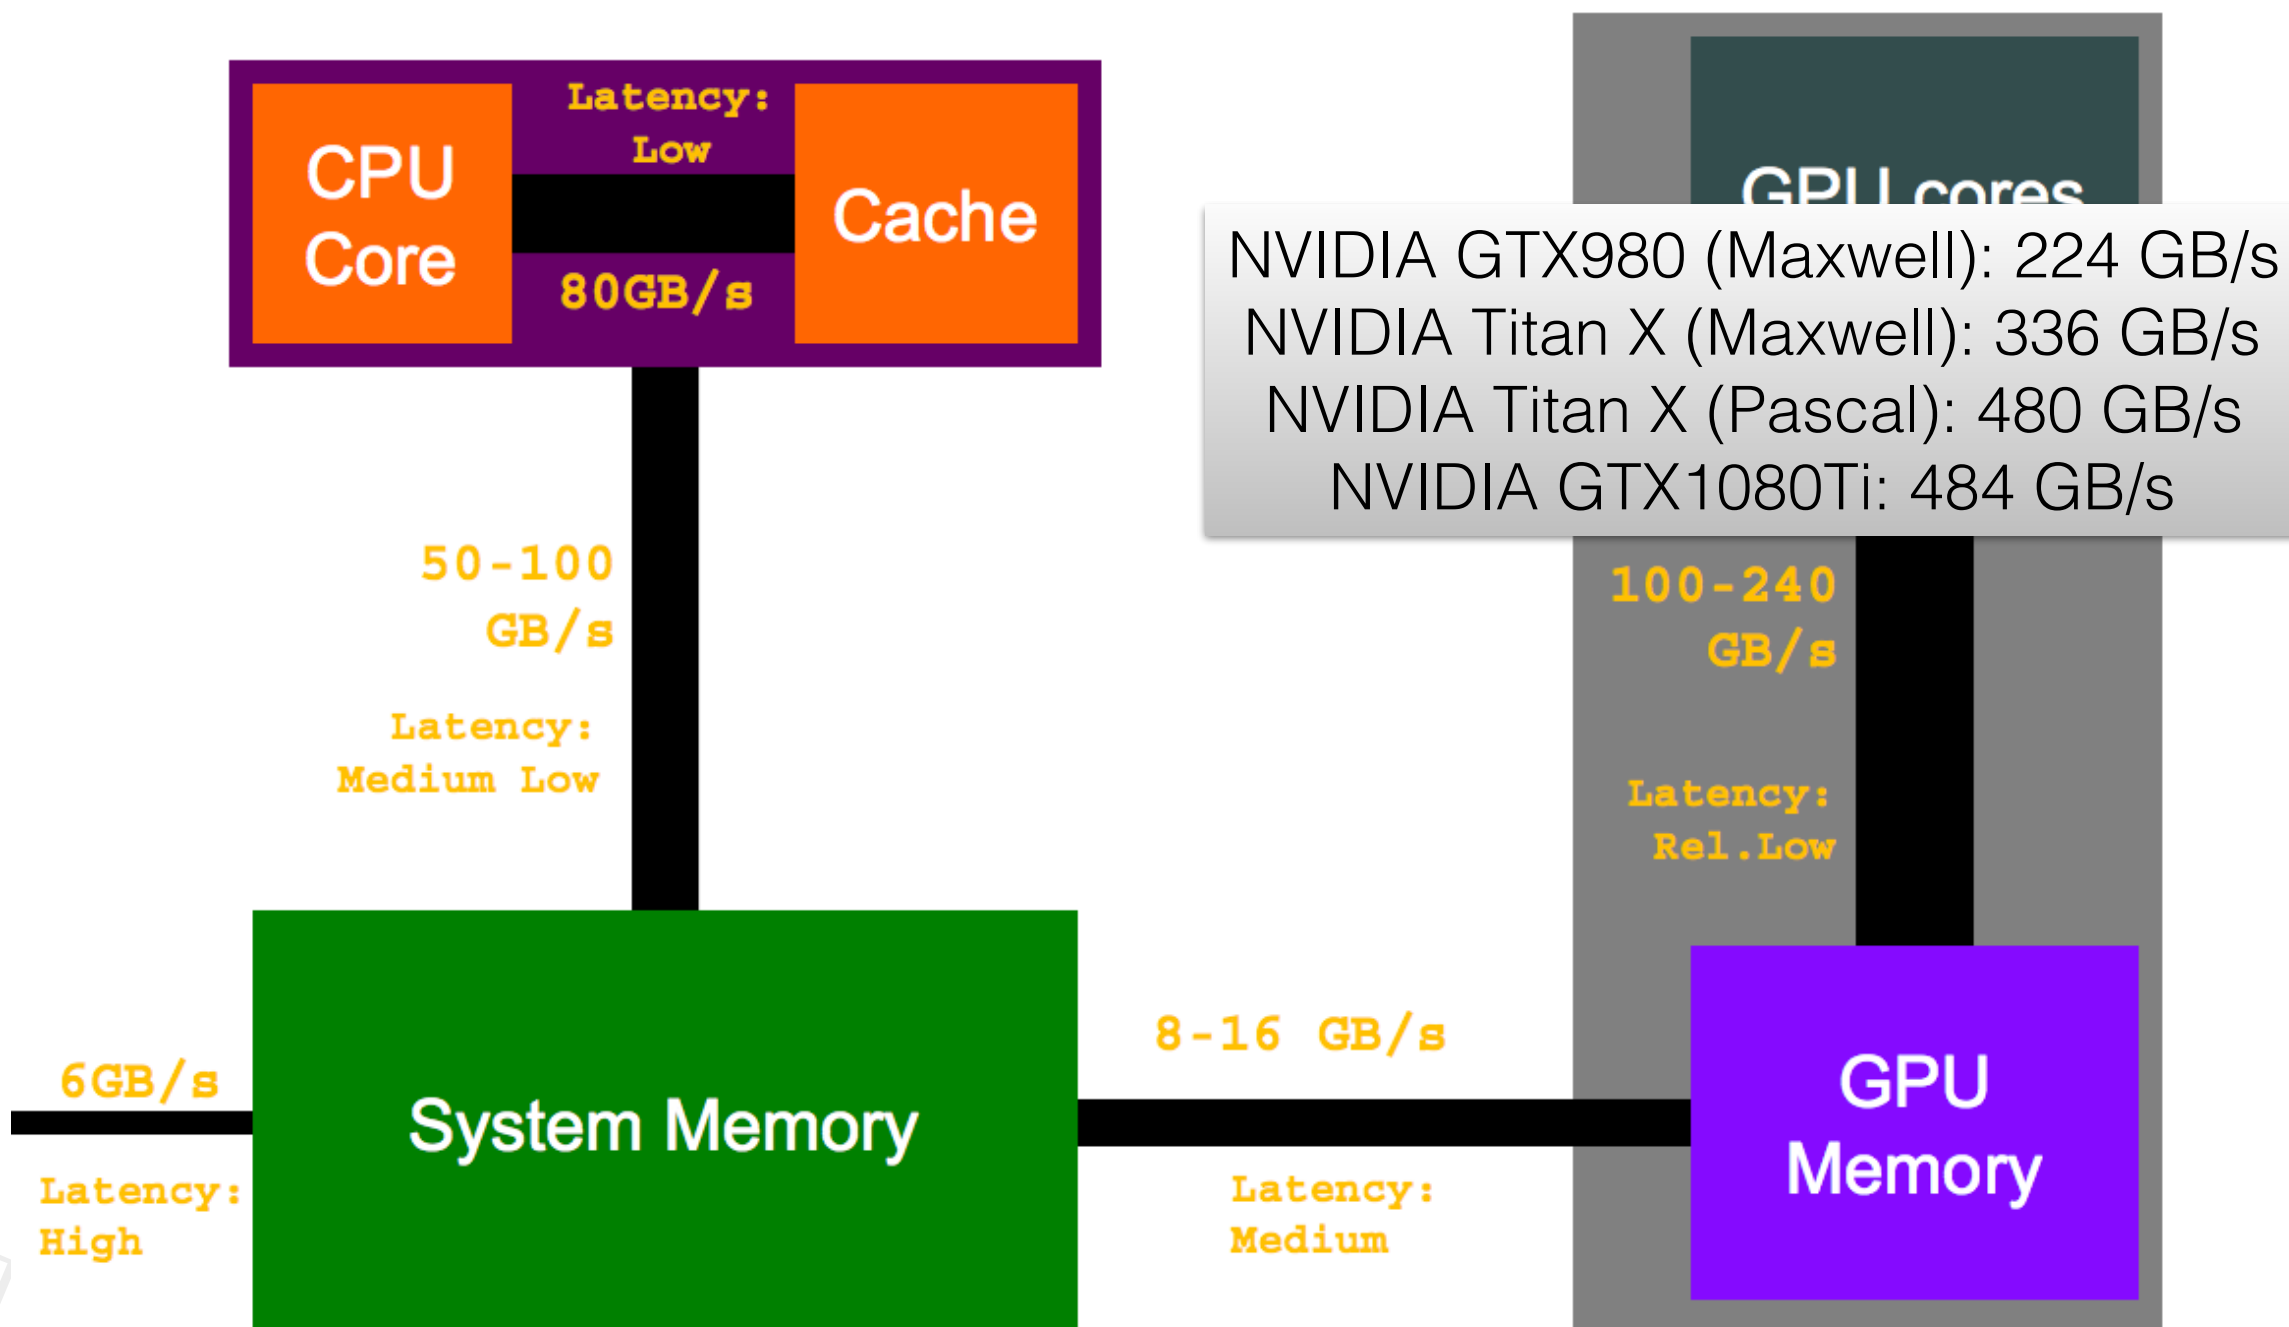 Latency:
Low
CPU
Core
Cache
80GB/s
GPU cores
NVIDIA GTX980 (Maxwell): 224 GB/s
NVIDIA Titan X (Maxwell): 336 GB/s
NVIDIA Titan X (Pascal): 480 GB/s
NVIDIA GTX1080Ti: 484 GB/s
50-100
GB/s
Latency:
Medium Low
100-240
GB/s
Latency:
Rel.Low
6GB/s
Latency:
High
System Memory
8-16 GB/s
Latency:
Medium
GPU
Memory